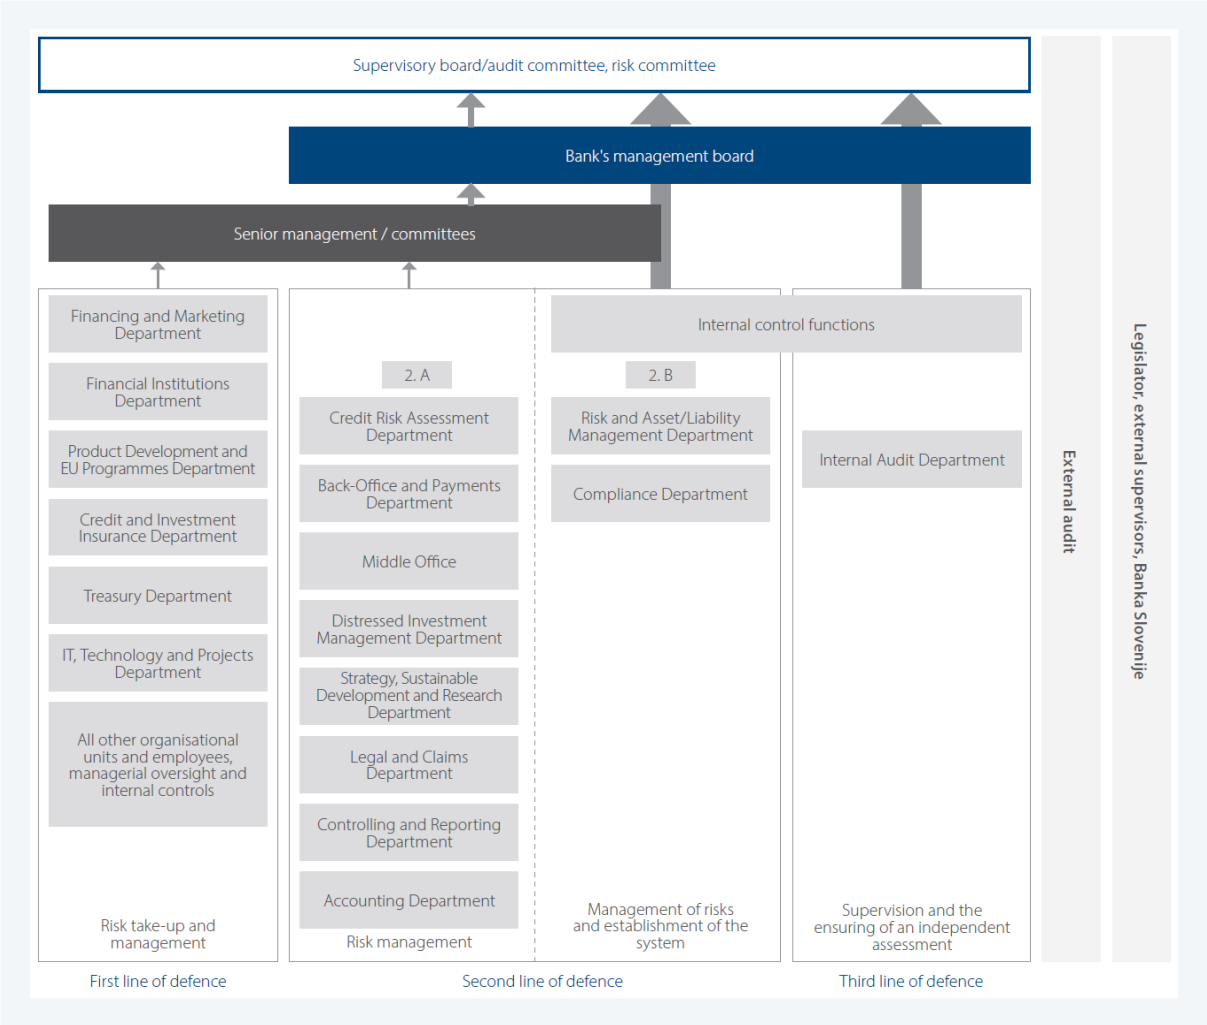 Supervisory board/audit committee, risk committee
Bank's management board
Senior management / committees
Financing and Marketing
Department
Financial Institutions
Department
Product Development and
EU Programmes Department
Credit and Investment
Insurance Department
Treasury Department
IT, Technology and Projects
Department
All other organisational
units and employees,
managerial oversight and
internal controls
Risk take-up and
management
First line of defence
2. A
Credit Risk Assessment
Department
Back-Office and Payments
Department
Middle Office
Distressed Investment
Management Department
Strategy, Sustainable
Development and Research
Department
Legal and Claims
Department
Controlling and Reporting
Department
Accounting Department
Risk management
Internal control functions
2. B
Risk and Asset/Liability
Management Department
Compliance Department
Management of risks
and establishment of the
system
Second line of defence
Internal Audit Department
Supervision and the
ensuring of an independent
assessment
Third line of defence
External audit
Legislator, external supervisors, Banka Slovenije